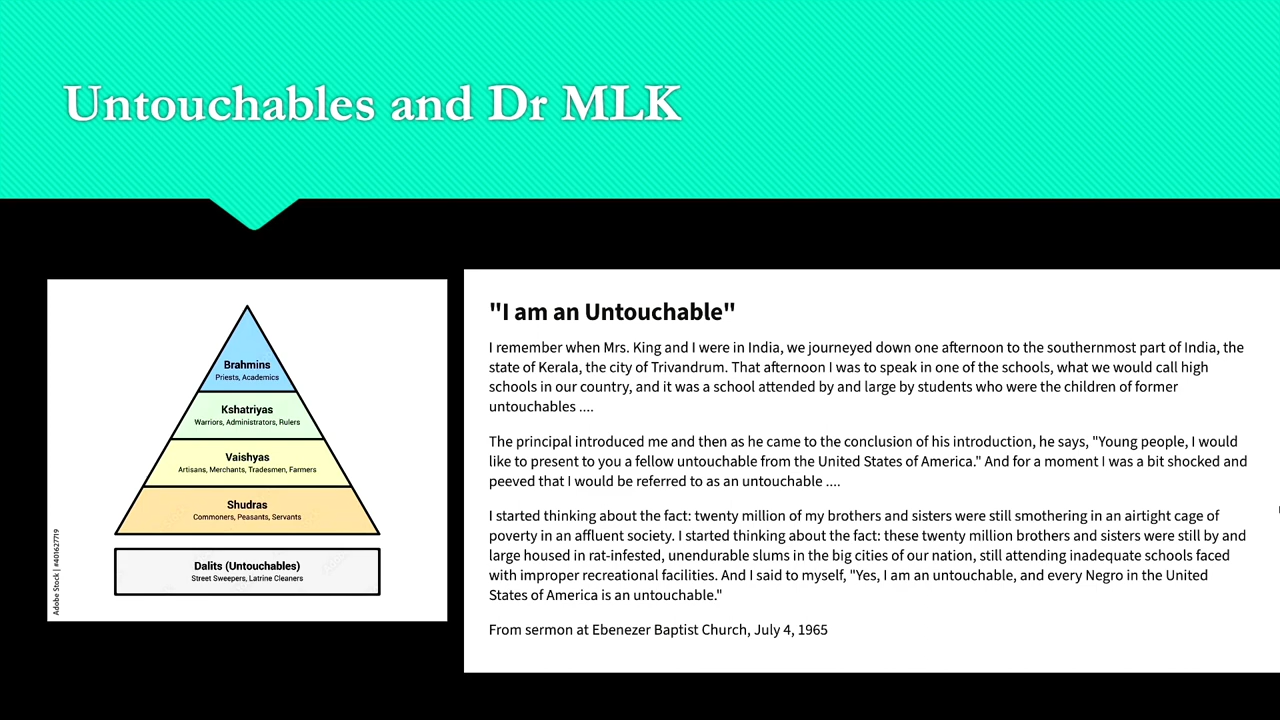 Untouchables and Dr MLK
Brahmins
Priests, Academics
Kshatriyas
Warriors, Administrators, Rulers
Vaishyas
Artisans, Merchants, Tradesmen, Farmers
Shudras
Commoners, Peasants, Servants
Dalits (Untouchables)
Street Sweepers, Latrine Cleaners
Adobe Stock | #401627719
"I am an Untouchable"
I remember when Mrs. King and I were in India, we journeyed down one afternoon to the southernmost part of India, the
state of Kerala, the city of Trivandrum. That afternoon I was to speak in one of the schools, what we would call high
schools in our country, and it was a school attended by and large by students who were the children of former
untouchables ....
The principal introduced me and then as he came to the conclusion of his introduction, he says, "Young people, I would
like to present to you a fellow untouchable from the United States of America." And for a moment I was a bit shocked and
peeved that I would be referred to as an untouchable ....
I started thinking about the fact: twenty million of my brothers and sisters were still smothering in an airtight cage of
poverty in an affluent society. I started thinking about the fact: these twenty million brothers and sisters were still by and
large housed in rat-infested, unendurable slums in the big cities of our nation, still attending inadequate schools faced
with improper recreational facilities. And I said to myself, "Yes, I am an untouchable, and every Negro in the United
States of America is an untouchable."
From sermon at Ebenezer Baptist Church, July 4, 1965